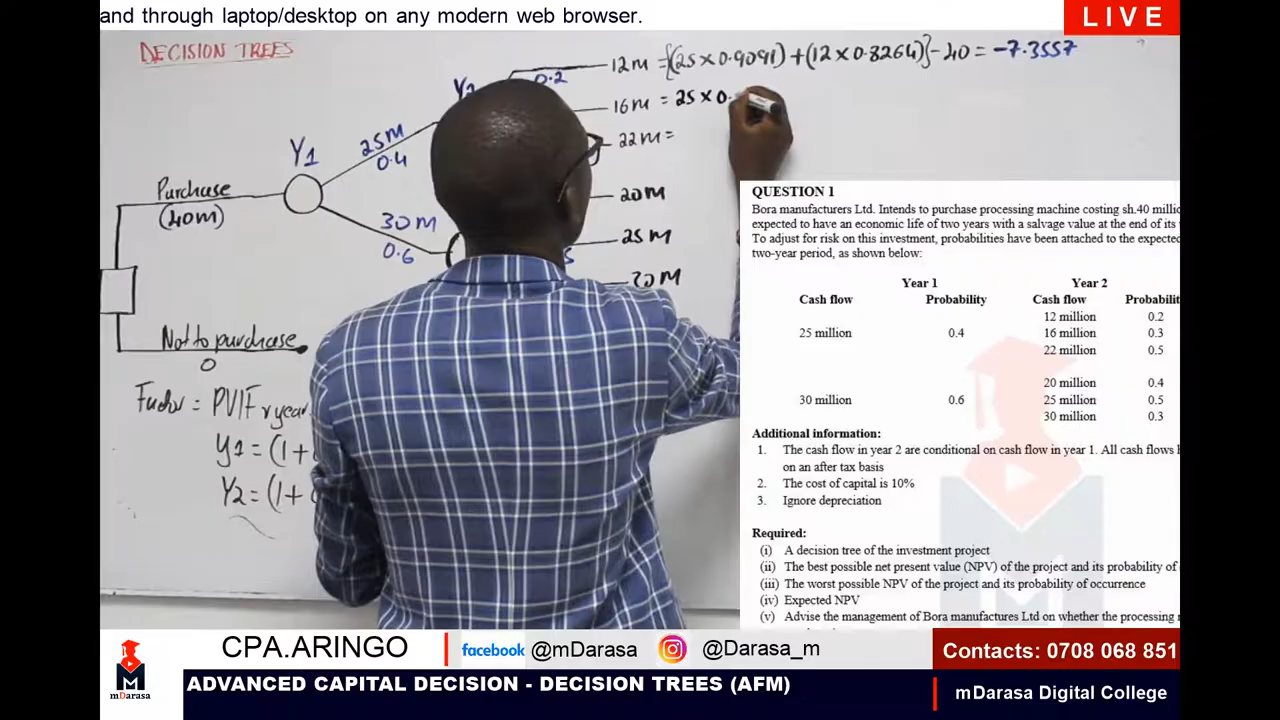 and through laptop/desktop on any modern web browser.
LIVE
DECISION TREES
Y1
25M
0.4
30M
0.6
Purchase
(40M)
Not to purchase
0
0.2
12M = {(25 × 0.9091) + (12 × 0.8264)} - 40 = -7.3557
16M = 25 × 0.
22M =
20M
25M
30M
Factor = PVIF r year
Y1 = (1+
Y2 = (1+
QUESTION 1
Bora manufacturers Ltd. Intends to purchase processing machine costing sh.40 milli
expected to have an economic life of two years with a salvage value at the end of its
To adjust for risk on this investment, probabilities have been attached to the expected
two-year period, as shown below:
Year 1 Year 2
Cash flow Probability Cash flow Probabilit
12 million 0.2
25 million 0.4 16 million 0.3
22 million 0.5
20 million 0.4
30 million 0.6 25 million 0.5
30 million 0.3
Additional information:
1. The cash flow in year 2 are conditional on cash flow in year 1. All cash flows
on an after tax basis
2. The cost of capital is 10%
3. Ignore depreciation
Required:
(i) A decision tree of the investment project
(ii) The best possible net present value (NPV) of the project and its probability of
(iii) The worst possible NPV of the project and its probability of occurrence
(iv) Expected NPV
(v) Advise the management of Bora manufactures Ltd on whether the processing
mDarasa
CPA.ARINGO
facebook @mDarasa
@Darasa_m
Contacts: 0708 068 851
ADVANCED CAPITAL DECISION - DECISION TREES (AFM)
mDarasa Digital College